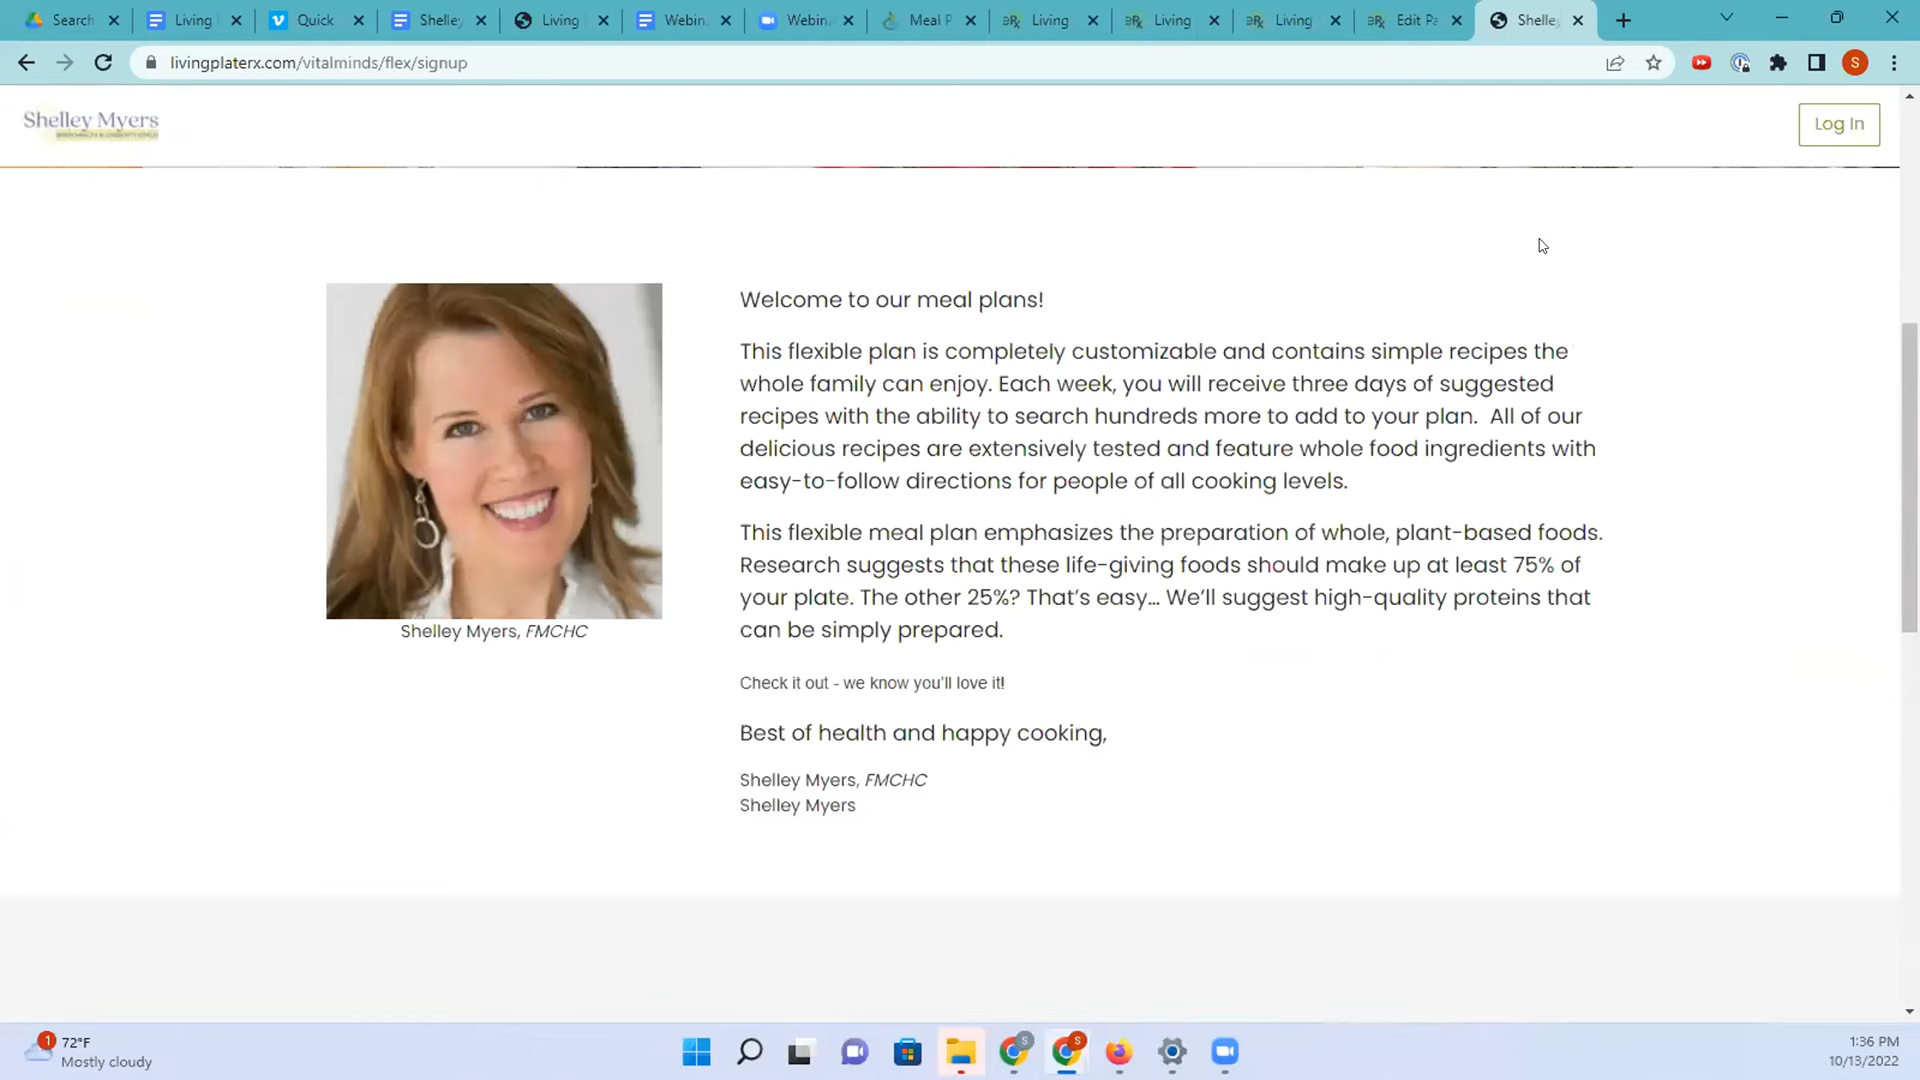 Search
Living
Quick
Shelley
Living
Webin
Webin
Meal P
Living
Living
Living
Edit Pa
Shelley
livingplaterx.com/vitalminds/flex/signup
S
Shelley Myers
Log In
Welcome to our meal plans!
This flexible plan is completely customizable and contains simple recipes the
whole family can enjoy. Each week, you will receive three days of suggested
recipes with the ability to search hundreds more to add to your plan. All of our
delicious recipes are extensively tested and feature whole food ingredients with
easy-to-follow directions for people of all cooking levels.
This flexible meal plan emphasizes the preparation of whole, plant-based foods.
Research suggests that these life-giving foods should make up at least 75% of
your plate. The other 25%? That's easy... We'll suggest high-quality proteins that
can be simply prepared.
Shelley Myers, FMCHC
Check it out - we know you'll love it!
Best of health and happy cooking,
Shelley Myers, FMCHC
Shelley Myers
1
72°F
Mostly cloudy
1:36 PM
10/13/2022